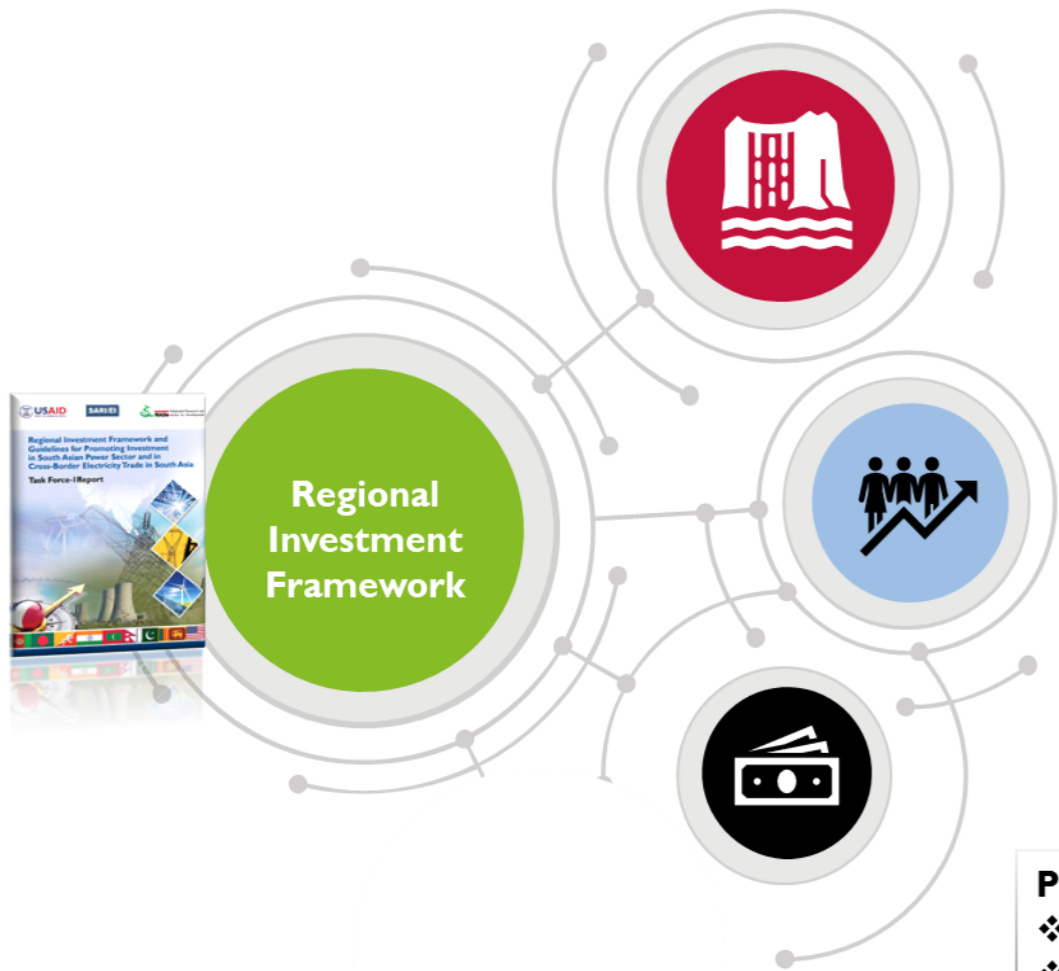 USAID
SARI/EI
Regional Investment Framework and
Guidelines for Promoting Investment
in South Asian Power Sector and in
Cross-Border Electricity Trade in South Asia
Task Force-1 Report
Regional
Investment
Framework
P